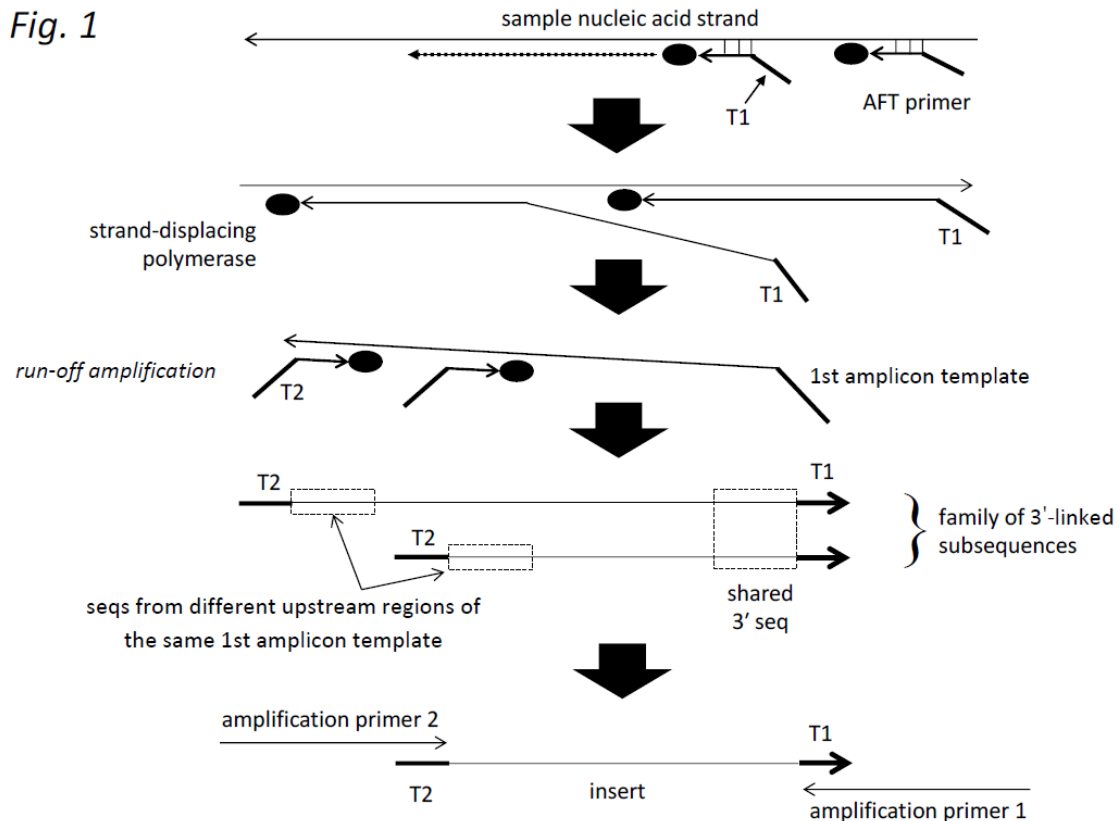 Fig. 1
sample nucleic acid strand
T1
AFT primer
strand-displacing
polymerase
T1
T1
run-off amplification
T2
1st amplicon template
T2
T1
T2
family of 3'-linked
subsequences
seqs from different upstream regions of
the same 1st amplicon template
shared
3′ seq
amplification primer 2
T1
T2
insert
amplification primer 1